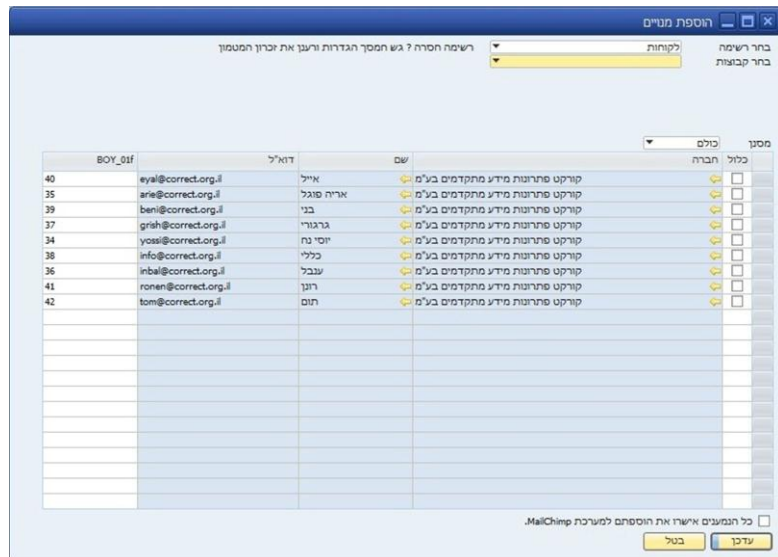 הוספת מנויים
בחר רשימה לקוחות רשימה חסרה ? גש חמסך הגדרות ורענן את זכרון המטמון
בחר קבוצות
מסנן כולם
כלול חברה שם דוא"ל BOY_01f
קורקט פתרונות מידע מתקדמים בע"מ אייל eyal@correct.org.il 40
קורקט פתרונות מידע מתקדמים בע"מ אריה פוגל arie@correct.org.il 35
קורקט פתרונות מידע מתקדמים בע"מ בני beni@correct.org.il 39
קורקט פתרונות מידע מתקדמים בע"מ גרגורי grish@correct.org.il 37
קורקט פתרונות מידע מתקדמים בע"מ יוסי נח yossi@correct.org.il 34
קורקט פתרונות מידע מתקדמים בע"מ כללי info@correct.org.il 38
קורקט פתרונות מידע מתקדמים בע"מ ענבל inbal@correct.org.il 36
קורקט פתרונות מידע מתקדמים בע"מ רונן ronen@correct.org.il 41
קורקט פתרונות מידע מתקדמים בע"מ תום tom@correct.org.il 42
כל הנמענים אישרו את הוספתם למערכת MailChimp.
עדכן בטל